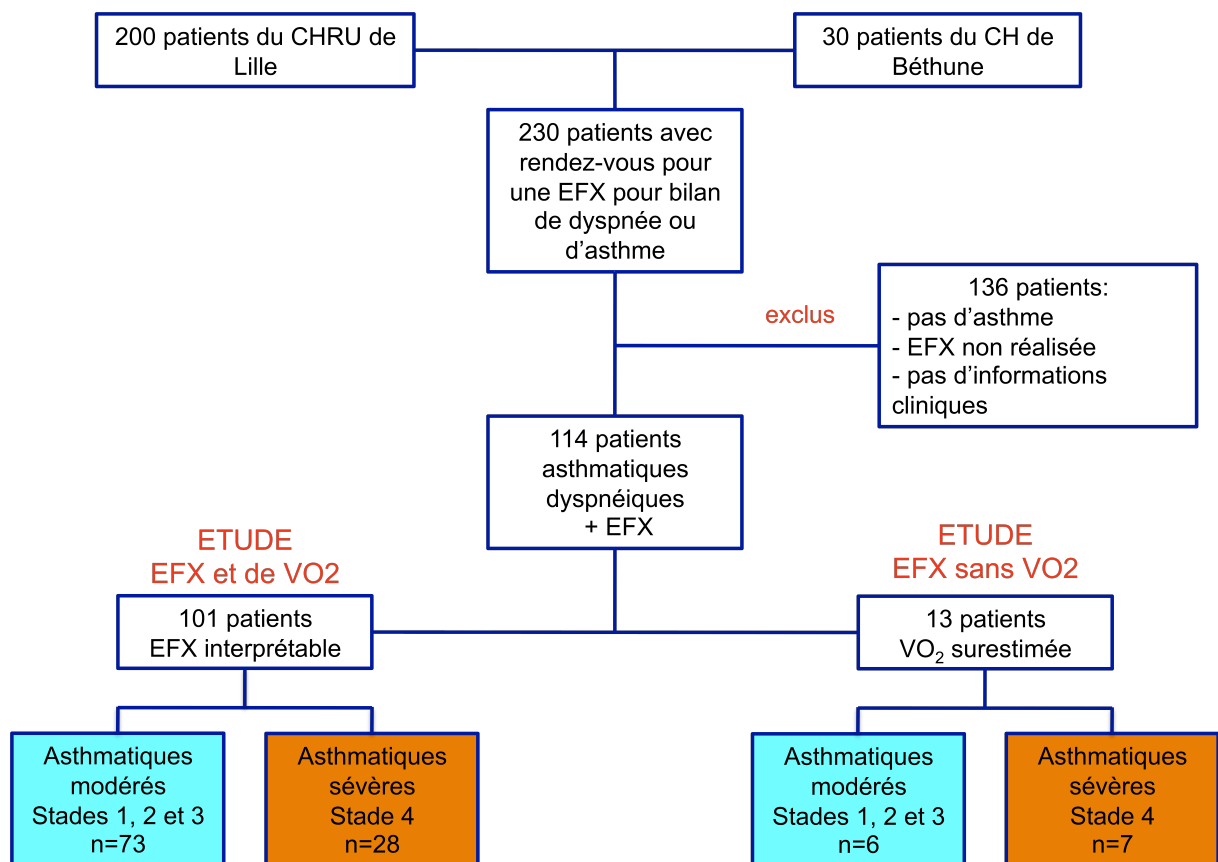 200 patients du CHRU de
Lille
30 patients du CH de
Béthune
230 patients avec
rendez-vous pour
une EFX pour bilan
de dyspnée ou
d’asthme
exclus
136 patients:
- pas d’asthme
- EFX non réalisée
- pas d’informations
cliniques
114 patients
asthmatiques
dyspnéiques
+ EFX
ETUDE
EFX et de VO2
ETUDE
EFX sans VO2
101 patients
EFX interprétable
13 patients
VO₂ surestimée
Asthmatiques
modérés
Stades 1, 2 et 3
n=73
Asthmatiques
sévères
Stade 4
n=28
Asthmatiques
modérés
Stades 1, 2 et 3
n=6
Asthmatiques
sévères
Stade 4
n=7